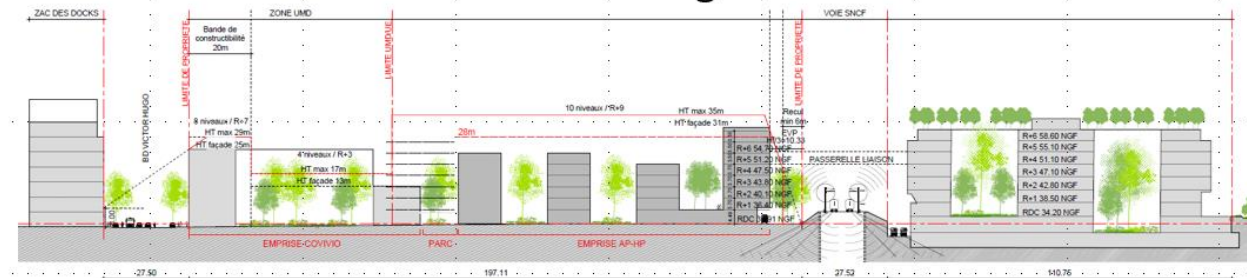 ZAC DES DOCKS
ZONE UMD
VOIE SNCF
Bande de
constructibilité
20m
LIMITE DE PROPRIETE
BD VICTOR HUGO
LIMITE UMD/UE
LIMITE DE PROPRIETE
8 niveaux / R+7
HT max 29m
HT façade 25m
4 niveaux / R+3
HT max 17m
HT façade 13m
10 niveaux / R+9
HT max 35m
HT façade 31m
28m
Recul
min 6m
EVP
PASSERELLE LIAISON
R+6 54.70 NGF
R+5 51.20 NGF
R+4 47.50 NGF
R+3 43.80 NGF
R+2 40.10 NGF
R+1 36.40 NGF
R+6 58.60 NGF
R+5 55.10 NGF
R+4 51.10 NGF
R+3 47.10 NGF
R+2 42.80 NGF
R+1 38.50 NGF
RDC 34.20 NGF
EMPRISE-COVIVIO
PARC
EMPRISE AP-HP
27.50
197.11
27.52
140.76